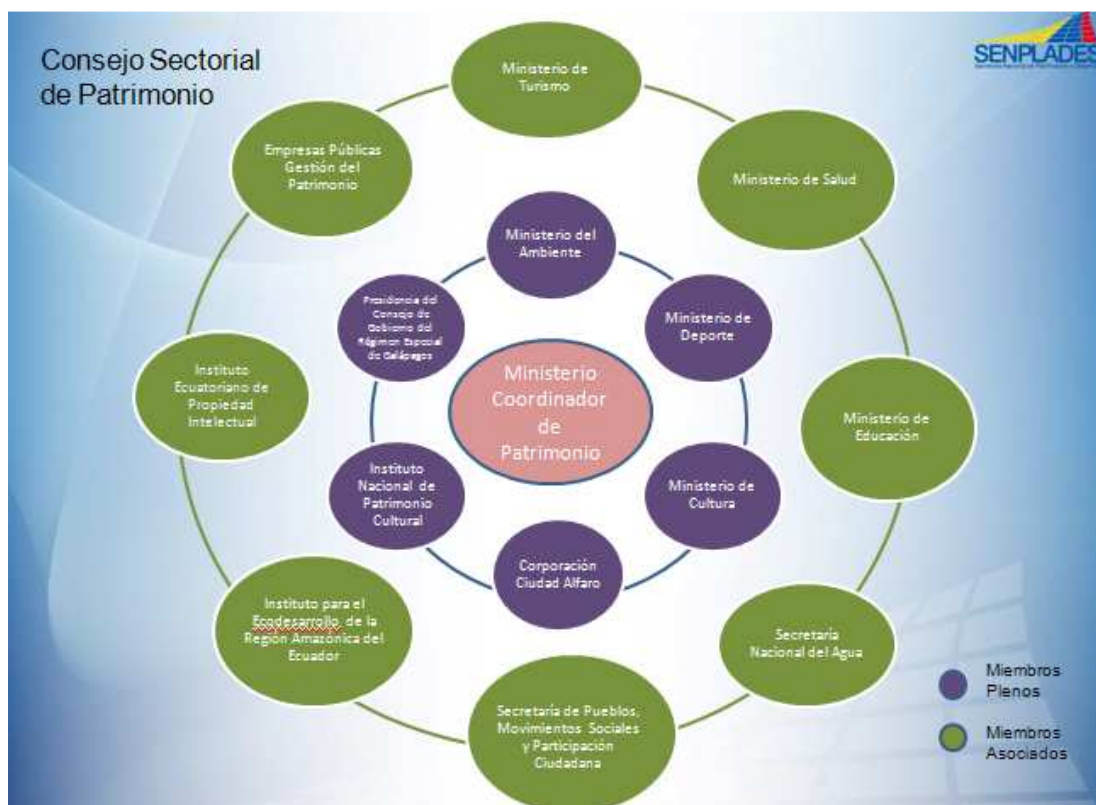 Consejo Sectorial
de Patrimonio
SENPLADES
Ministerio de
Turismo
Ministerio de Salud
Ministerio de
Educación
Secretaría
Nacional del Agua
Secretaría de Pueblos,
Movimientos Sociales
y Participación
Ciudadana
Instituto para el
Ecodesarrollo de la
Región Amazónica del
Ecuador
Instituto
Ecuatoriano de
Propiedad
Intelectual
Empresas Públicas
Gestión del
Patrimonio
Ministerio del
Ambiente
Ministerio de
Deporte
Ministerio de
Cultura
Corporación
Ciudad Alfaro
Instituto
Nacional de
Patrimonio
Cultural
Presidencia del
Consejo de
Gobierno del
Régimen Especial
de Galápagos
Ministerio
Coordinador
de
Patrimonio
Miembros
Plenos
Miembros
Asociados